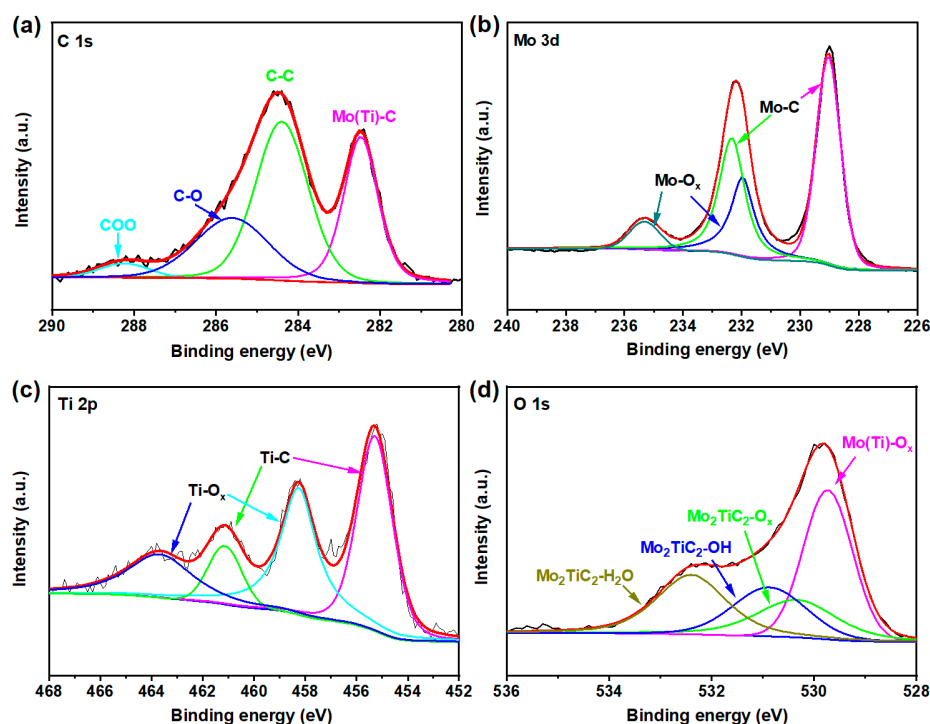 (a)
C 1s
C-C
Mo(Ti)-C
C-O
COO
Intensity (a.u.)
290 288 286 284 282 280
Binding energy (eV)
(b)
Mo 3d
Mo-C
Mo-Oₓ
Intensity (a.u.)
240 238 236 234 232 230 228 226
Binding energy (eV)
(c)
Ti 2p
Ti-C
Ti-Oₓ
Intensity (a.u.)
468 466 464 462 460 458 456 454 452
Binding energy (eV)
(d)
O 1s
Mo(Ti)-Oₓ
Mo₂TiC₂-Oₓ
Mo₂TiC₂-OH
Mo₂TiC₂-H₂O
Intensity (a.u.)
536 534 532 530 528
Binding energy (eV)